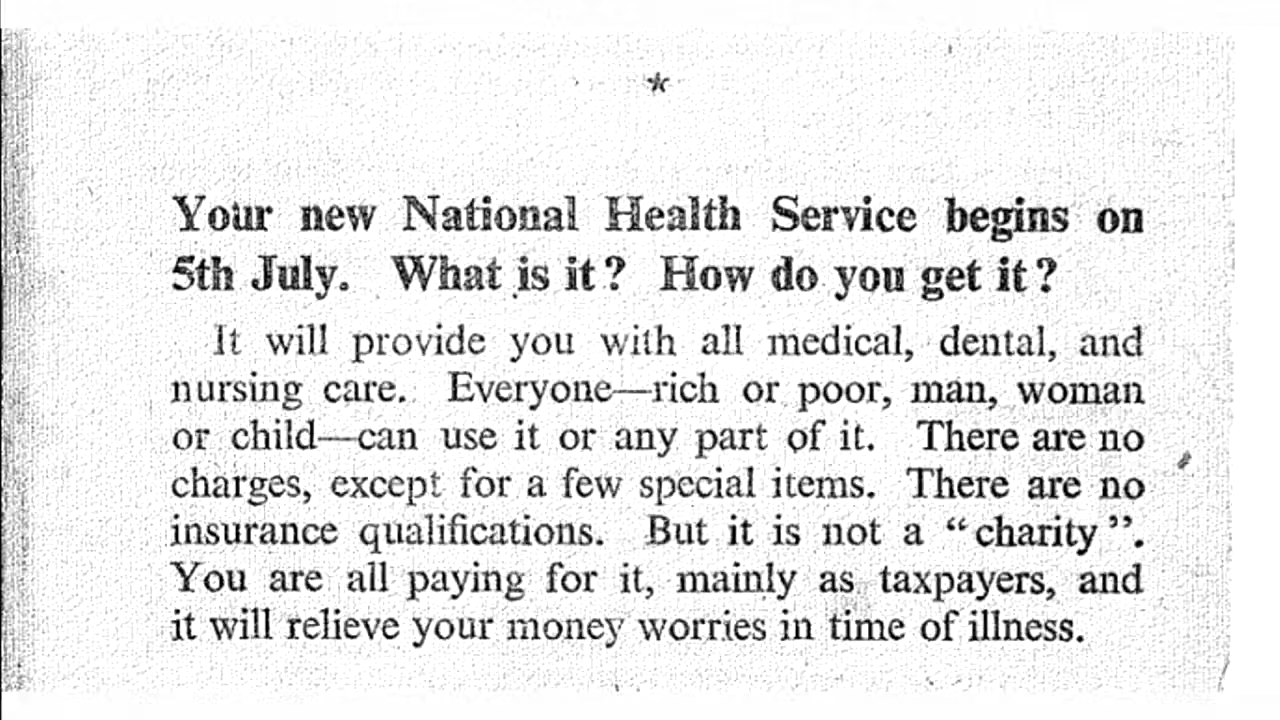 *
Your new National Health Service begins on
5th July. What is it? How do you get it?
It will provide you with all medical, dental, and
nursing care. Everyone—rich or poor, man, woman
or child—can use it or any part of it. There are no
charges, except for a few special items. There are no
insurance qualifications. But it is not a “charity”.
You are all paying for it, mainly as taxpayers, and
it will relieve your money worries in time of illness.